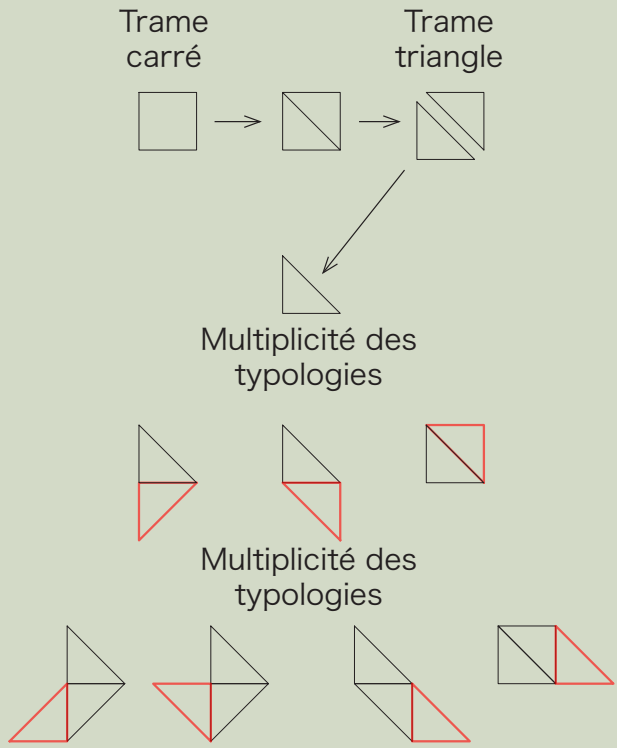 Trame
carré
Trame
triangle
Multiplicité des
typologies
Multiplicité des
typologies